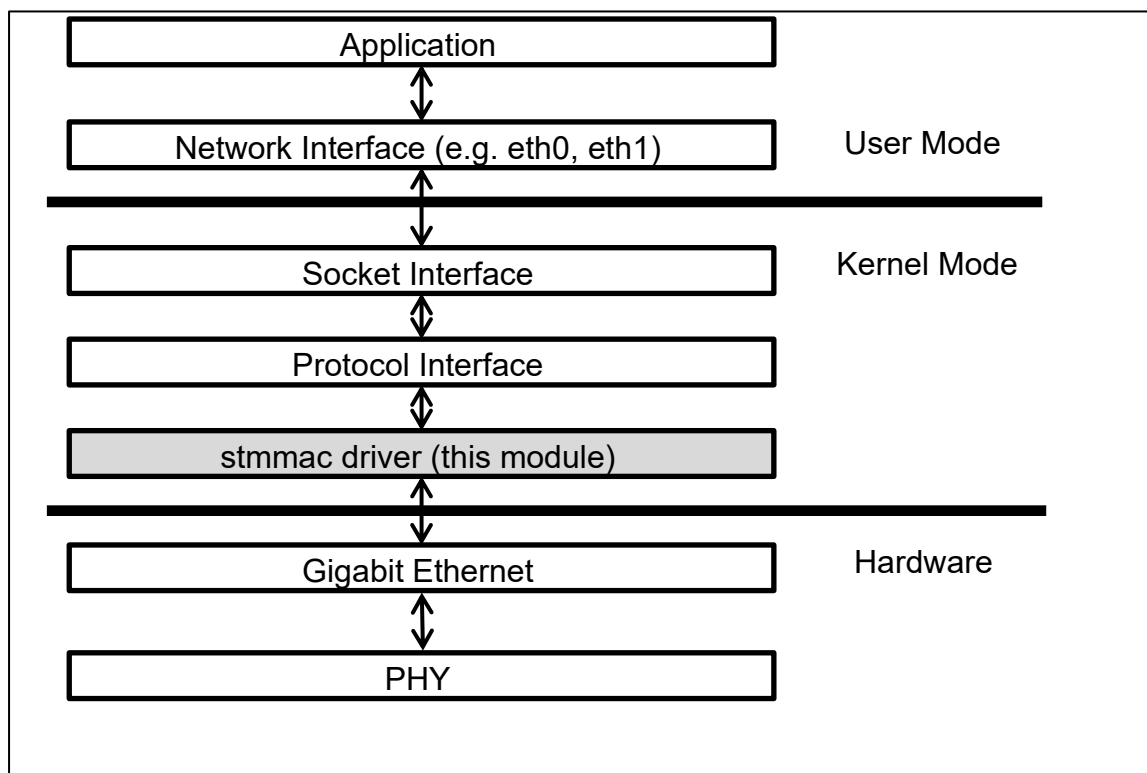 Application
Network Interface (e.g. eth0, eth1)
User Mode
Socket Interface
Kernel Mode
Protocol Interface
stmmac driver (this module)
Gigabit Ethernet
Hardware
PHY